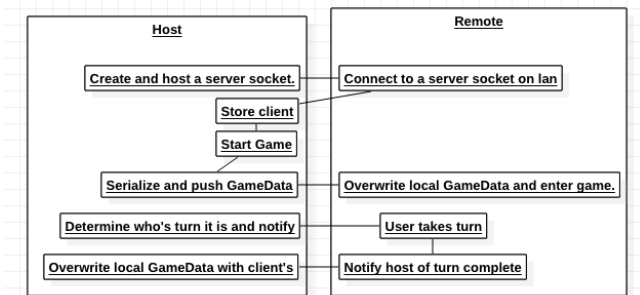 Host
Remote
Create and host a server socket.
Connect to a server socket on lan
Store client
Start Game
Serialize and push GameData
Overwrite local GameData and enter game.
Determine who's turn it is and notify
User takes turn
Overwrite local GameData with client's
Notify host of turn complete